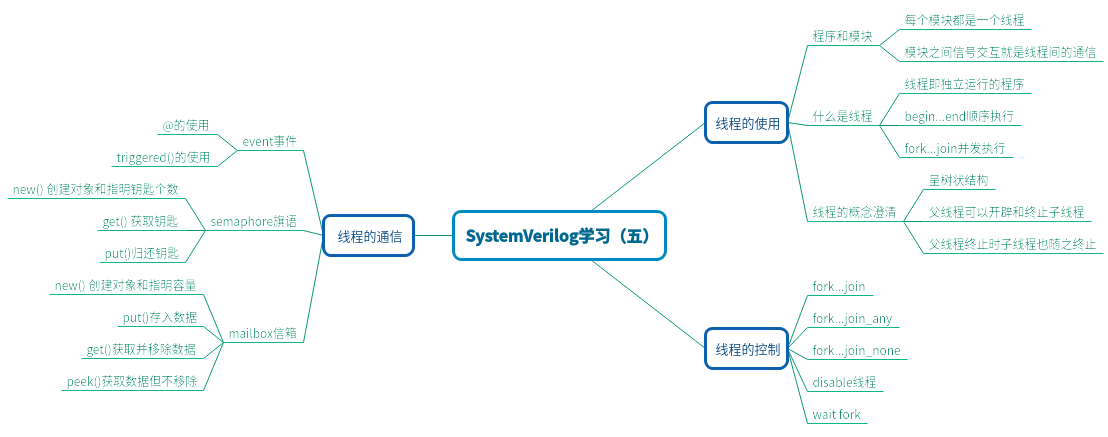 SystemVerilog学习（五）
线程的使用
程序和模块
每个模块都是一个线程
模块之间信号交互就是线程间的通信
什么是线程
线程即独立运行的程序
begin...end顺序执行
fork...join并发执行
线程的概念澄清
呈树状结构
父线程可以开辟和终止子线程
父线程终止时子线程也随之终止
线程的控制
fork...join
fork...join_any
fork...join_none
disable线程
wait fork
线程的通信
event事件
@的使用
triggered()的使用
semaphore旗语
new() 创建对象和指明钥匙个数
get() 获取钥匙
put()归还钥匙
mailbox信箱
new() 创建对象和指明容量
put()存入数据
get()获取并移除数据
peek()获取数据但不移除